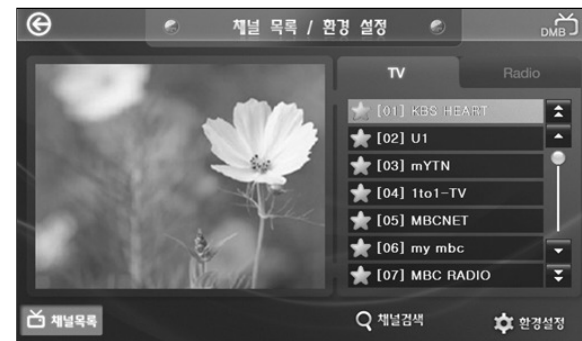 채널 목록 / 환경 설정
DMB
TV
Radio
[01] KBS HEART
[02] U1
[03] mYTN
[04] 1to1-TV
[05] MBCNET
[06] my mbc
[07] MBC RADIO
채널목록
채널검색
환경설정